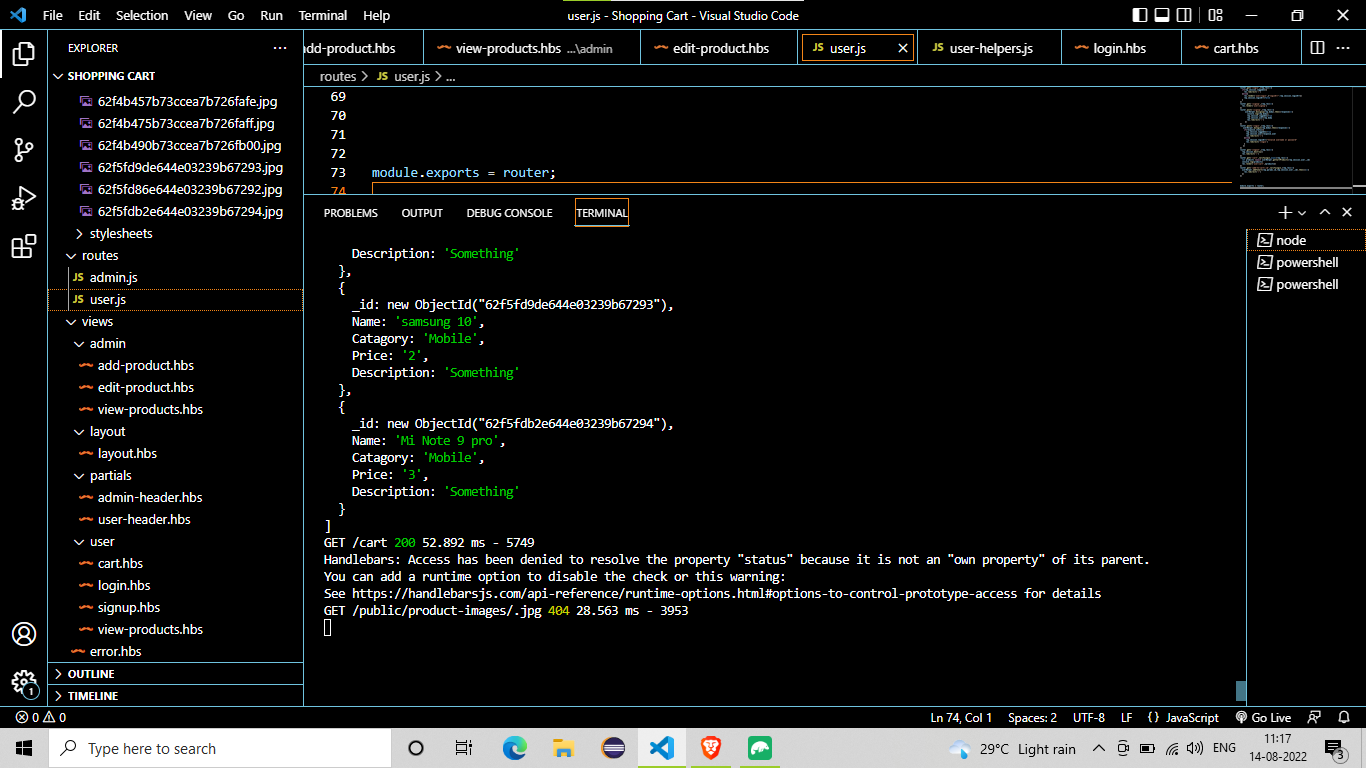 File Edit Selection View Go Run Terminal Help
user.js - Shopping Cart - Visual Studio Code
EXPLORER
SHOPPING CART
62f4b457b73ccea7b726fafe.jpg
62f4b475b73ccea7b726faff.jpg
62f4b490b73ccea7b726fb00.jpg
62f5fd9de644e03239b67293.jpg
62f5fd86e644e03239b67292.jpg
62f5fdb2e644e03239b67294.jpg
stylesheets
routes
JS admin.js
JS user.js
views
admin
add-product.hbs
edit-product.hbs
view-products.hbs
layout
layout.hbs
partials
admin-header.hbs
user-header.hbs
user
cart.hbs
login.hbs
signup.hbs
view-products.hbs
error.hbs
OUTLINE
TIMELINE
1
add-product.hbs
view-products.hbs ...\admin
edit-product.hbs
JS user.js
JS user-helpers.js
login.hbs
cart.hbs
routes > JS user.js > ...
69
70
71
72
73 module.exports = router;
74
PROBLEMS OUTPUT DEBUG CONSOLE TERMINAL
Description: 'Something'
},
{
_id: new ObjectId("62f5fd9de644e03239b67293"),
Name: 'samsung 10',
Catagory: 'Mobile',
Price: '2',
Description: 'Something'
},
{
_id: new ObjectId("62f5fdb2e644e03239b67294"),
Name: 'Mi Note 9 pro',
Catagory: 'Mobile',
Price: '3',
Description: 'Something'
}
]
GET /cart 200 52.892 ms - 5749
Handlebars: Access has been denied to resolve the property "status" because it is not an "own property" of its parent.
You can add a runtime option to disable the check or this warning:
See https://handlebarsjs.com/api-reference/runtime-options.html#options-to-control-prototype-access for details
GET /public/product-images/.jpg 404 28.563 ms - 3953
node
powershell
powershell
0 0
Ln 74, Col 1 Spaces: 2 UTF-8 LF {} JavaScript Go Live
Type here to search
29°C Light rain
ENG
11:17
14-08-2022
3